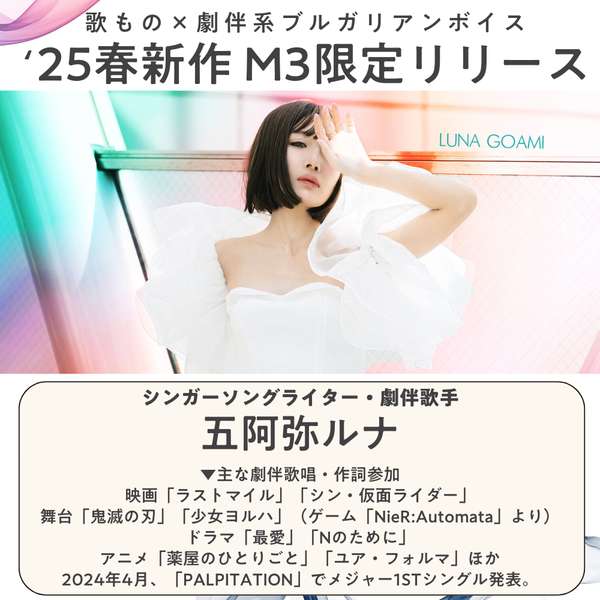 歌もの×劇伴系ブルガリアンボイス
‘25春新作 M3限定リリース
LUNA GOAMI
シンガーソングライター・劇伴歌手
五阿弥ルナ
▼主な劇伴歌唱・作詞参加
映画「ラストマイル」「シン・仮面ライダー」
舞台「鬼滅の刃」「少女ヨルハ」（ゲーム「NieR:Automata」より）
ドラマ「最愛」「Nのために」
アニメ「薬屋のひとりごと」「ユア・フォルマ」ほか
2024年4月、「PALPITATION」でメジャー1STシングル発表。